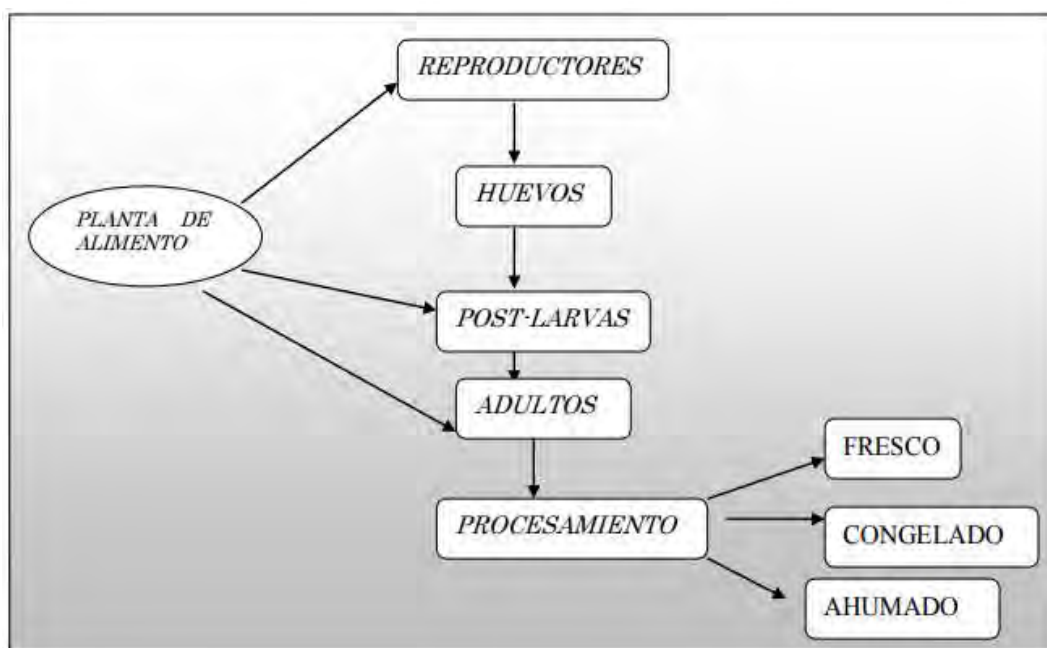 REPRODUCTORES
HUEVOS
PLANTA DE
ALIMENTO
POST-LARVAS
ADULTOS
FRESCO
PROCESAMIENTO
CONGELADO
AHUMADO